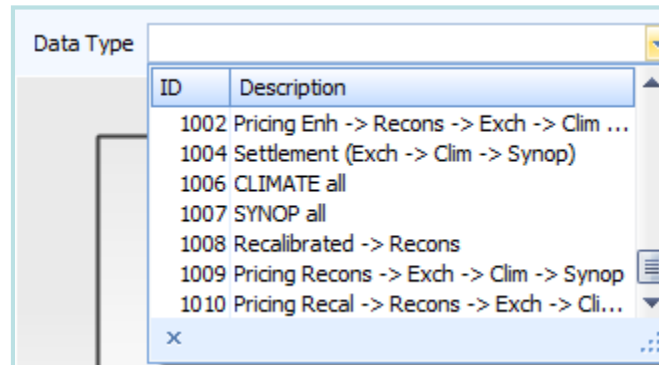 Data Type
ID Description
1002 Pricing Enh -> Recons -> Exch -> Clim ...
1004 Settlement (Exch -> Clim -> Synop)
1006 CLIMATE all
1007 SYNOP all
1008 Recalibrated -> Recons
1009 Pricing Recons -> Exch -> Clim -> Synop
1010 Pricing Recal -> Recons -> Exch -> Cli...